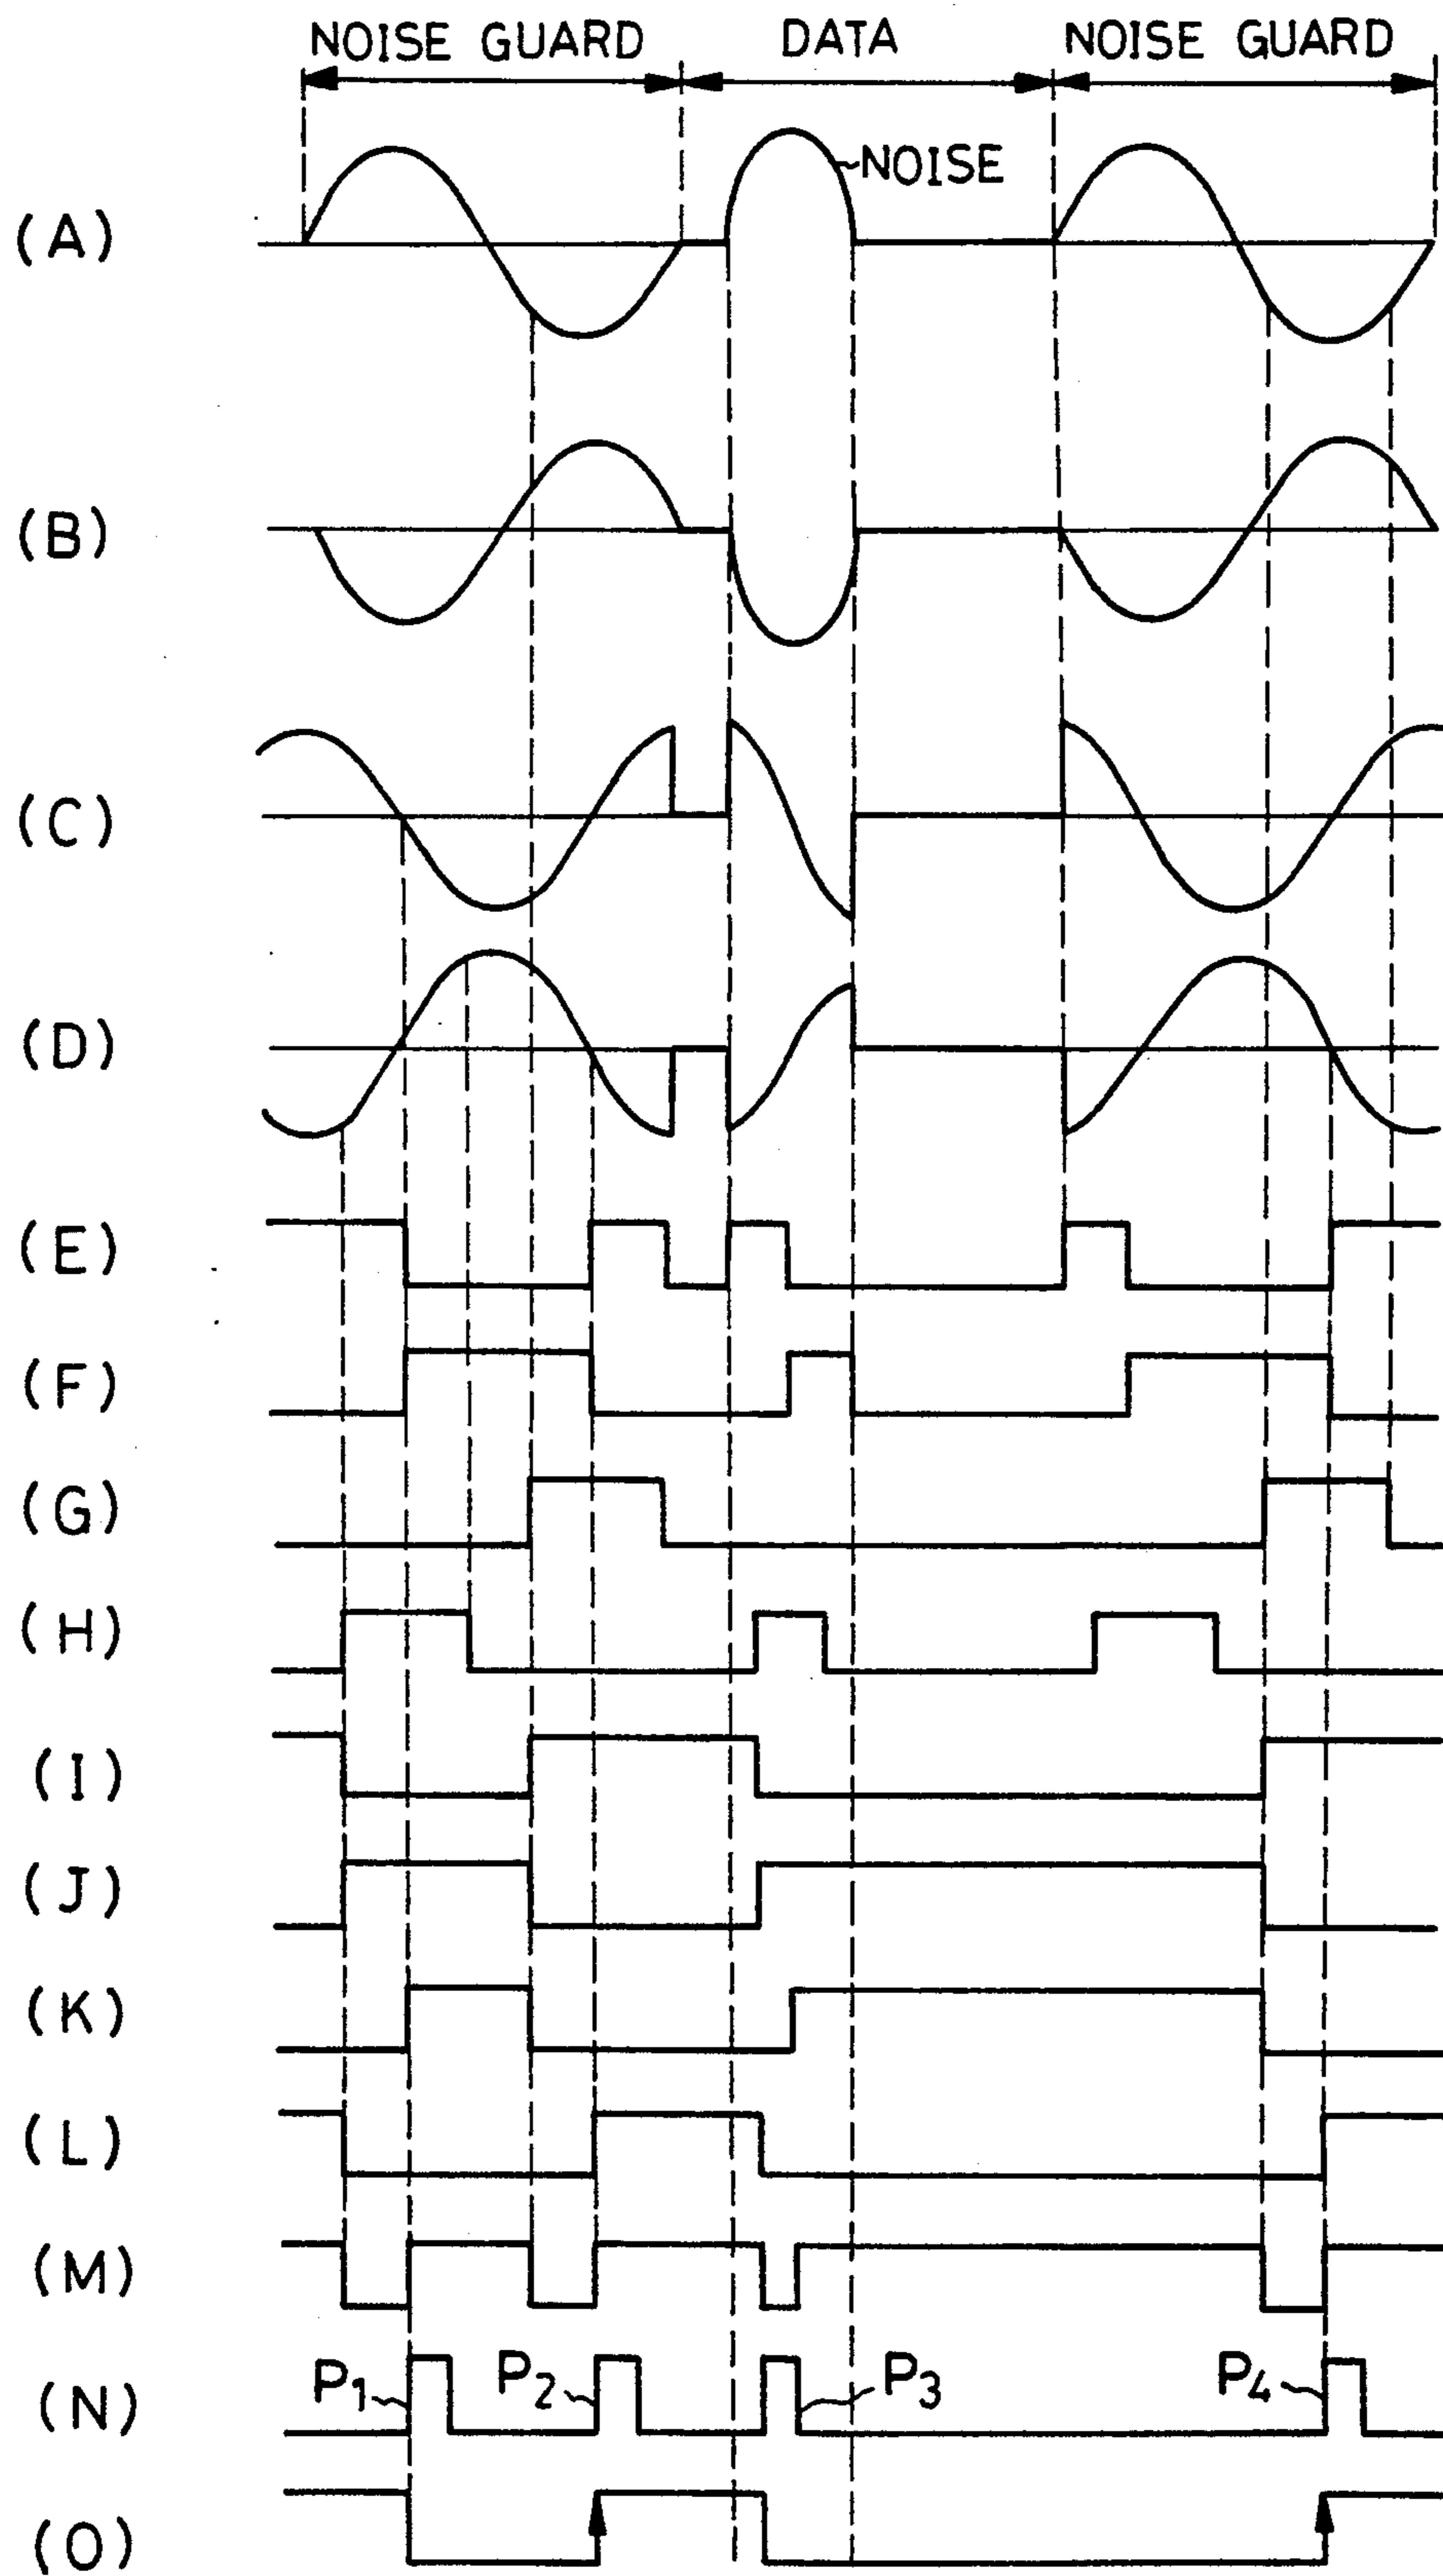 NOISE GUARD DATA NOISE GUARD
NOISE
(A)
(B)
(C)
(D)
(E)
(F)
(G)
(H)
(I)
(J)
(K)
(L)
(M)
(N) P1 P2 P3 P4
(O)